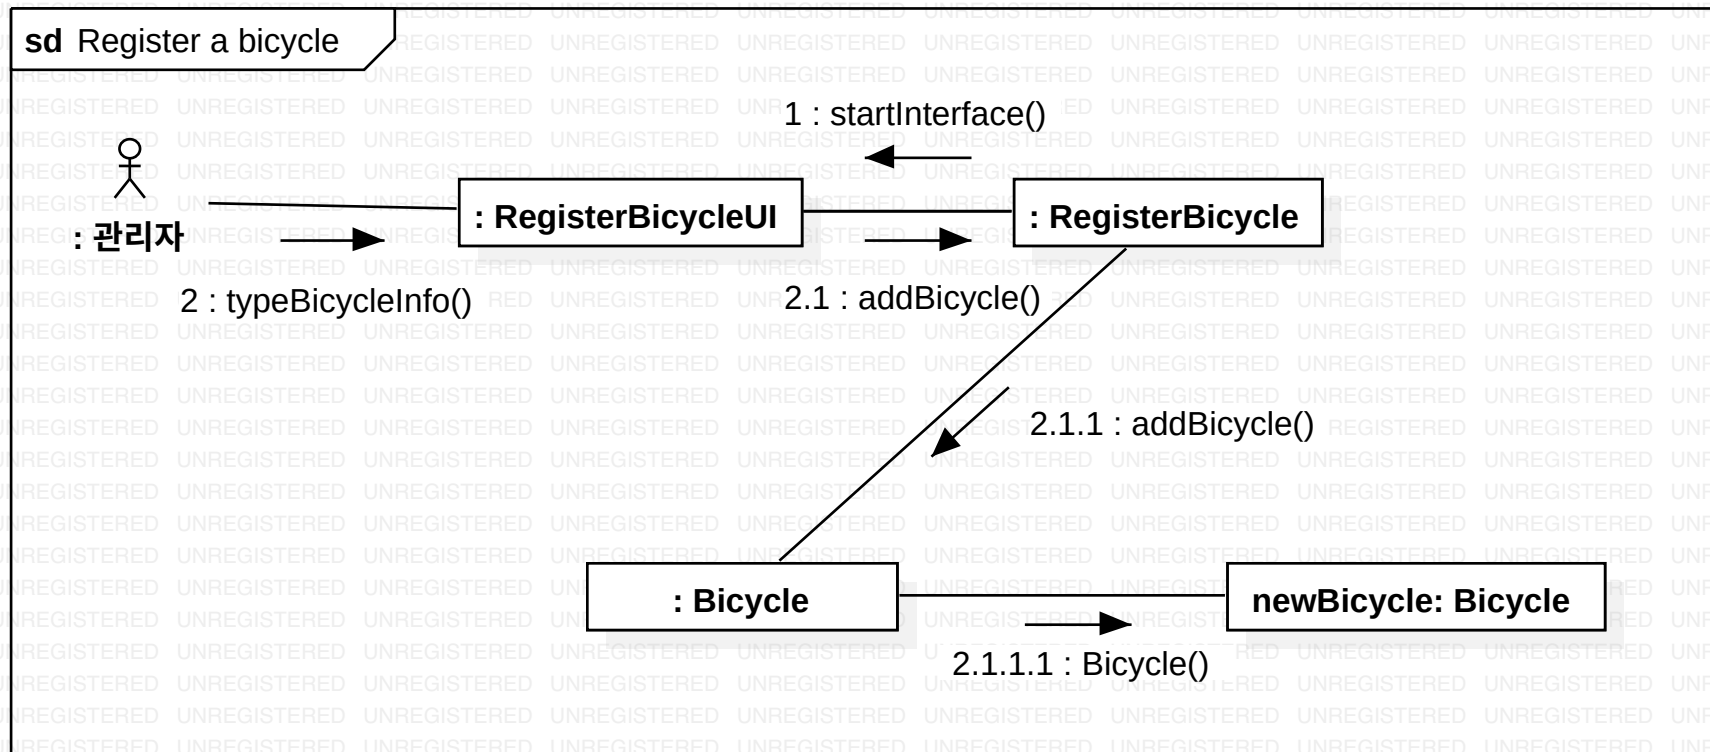 sd Register a bicycle
1 : startInterface()
: 관리자
: RegisterBicycleUI
: RegisterBicycle
2 : typeBicycleInfo()
2.1 : addBicycle()
2.1.1 : addBicycle()
: Bicycle
newBicycle: Bicycle
2.1.1.1 : Bicycle()
UNREGISTERED